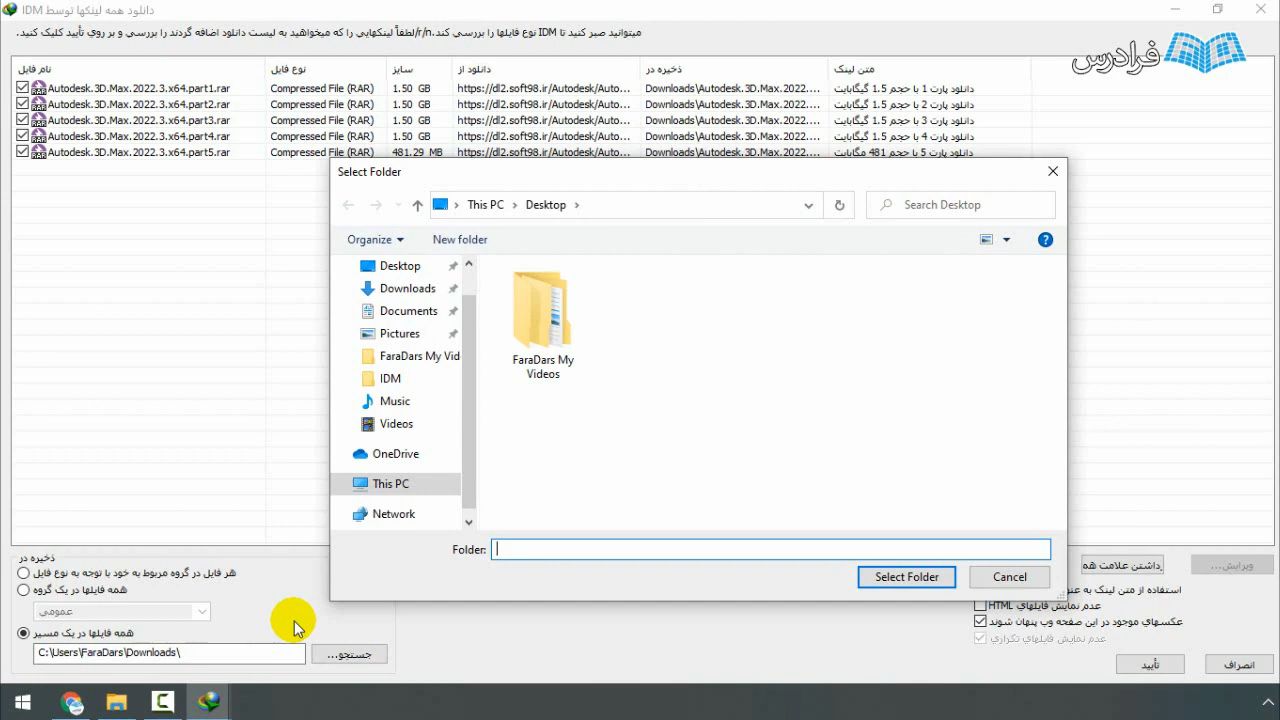 دانلود همه لینکها توسط IDM
میتوانید صبر کنید تا IDM نوع فایلها را بررسی کند./n/rلطفاً لینکهایی را که میخواهید به لیست دانلود اضافه گردند را بررسی و بر روی تأیید کلیک کنید.
فرادرس
نام فایل نوع فایل سایز دانلود از ذخیره در متن لینک
Autodesk.3D.Max.2022.3.x64.part1.rar Compressed File (RAR) 1.50 GB https://dl2.soft98.ir/Autodesk/Auto... Downloads\Autodesk.3D.Max.2022.... دانلود پارت 1 با حجم 1.5 گیگابایت
Autodesk.3D.Max.2022.3.x64.part2.rar Compressed File (RAR) 1.50 GB https://dl2.soft98.ir/Autodesk/Auto... Downloads\Autodesk.3D.Max.2022.... دانلود پارت 2 با حجم 1.5 گیگابایت
Autodesk.3D.Max.2022.3.x64.part3.rar Compressed File (RAR) 1.50 GB https://dl2.soft98.ir/Autodesk/Auto... Downloads\Autodesk.3D.Max.2022.... دانلود پارت 3 با حجم 1.5 گیگابایت
Autodesk.3D.Max.2022.3.x64.part4.rar Compressed File (RAR) 1.50 GB https://dl2.soft98.ir/Autodesk/Auto... Downloads\Autodesk.3D.Max.2022.... دانلود پارت 4 با حجم 1.5 گیگابایت
Autodesk.3D.Max.2022.3.x64.part5.rar Compressed File (RAR) 481.29 MB https://dl2.soft98.ir/Autodesk/Auto... Downloads\Autodesk.3D.Max.2022.... دانلود پارت 5 با حجم 481 مگابایت
Select Folder
This PC > Desktop >
Search Desktop
Organize New folder
Desktop
Downloads
Documents
Pictures
FaraDars My Vid
IDM
Music
Videos
OneDrive
This PC
Network
FaraDars My
Videos
Folder:
Select Folder Cancel
ذخیره در
هر فایل در گروه مربوط به خود با توجه به نوع فایل
همه فایلها در یک گروه
عمومی
همه فایلها در یک مسیر
C:\Users\FaraDars\Downloads\
جستجو...
برداشتن علامت همه
ویرایش...
استفاده از متن لینک به
عدم نمایش فایلهای HTML
عکسهای موجود در این صفحه وب پنهان شوند
عدم نمایش فایلهای تکراری
تأیید انصراف